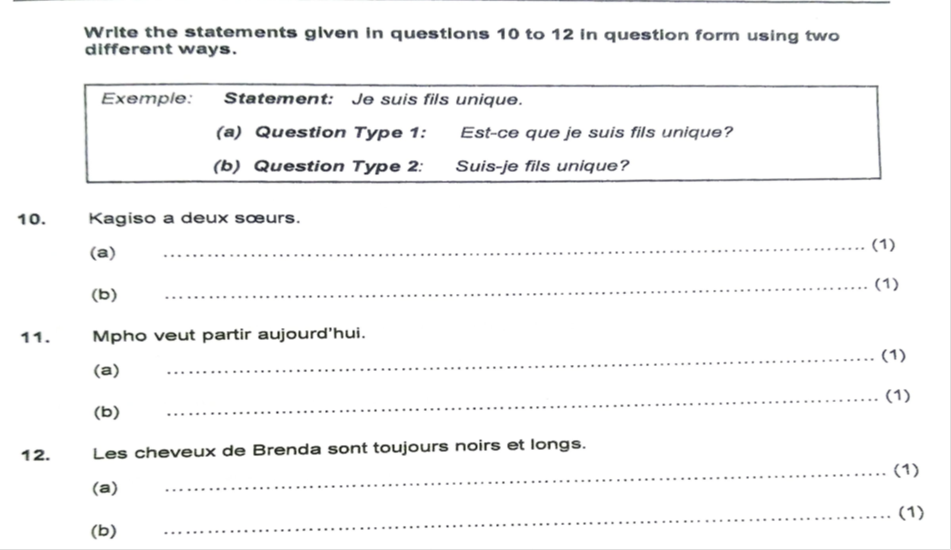 Write the statements given in questions 10 to 12 in question form using two
different ways.
Exemple: Statement: Je suis fils unique.
(a) Question Type 1: Est-ce que je suis fils unique?
(b) Question Type 2: Suis-je fils unique?
10. Kagiso a deux sœurs.
(a) ........................................................................ (1)
(b) ........................................................................ (1)
11. Mpho veut partir aujourd'hui.
(a) ........................................................................ (1)
(b) ........................................................................ (1)
12. Les cheveux de Brenda sont toujours noirs et longs.
(a) ........................................................................ (1)
(b) ........................................................................ (1)